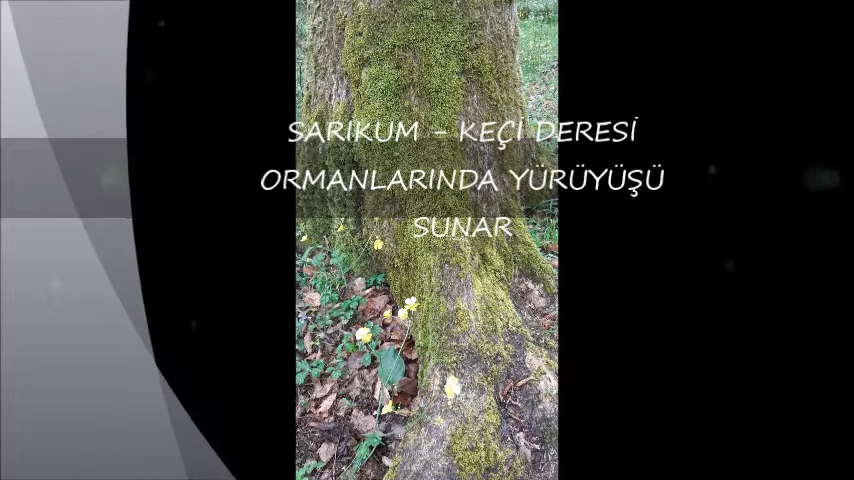 SARIKUM - KEÇİ DERESİ
ORMANLARINDA YÜRÜYÜŞÜ
SUNAR